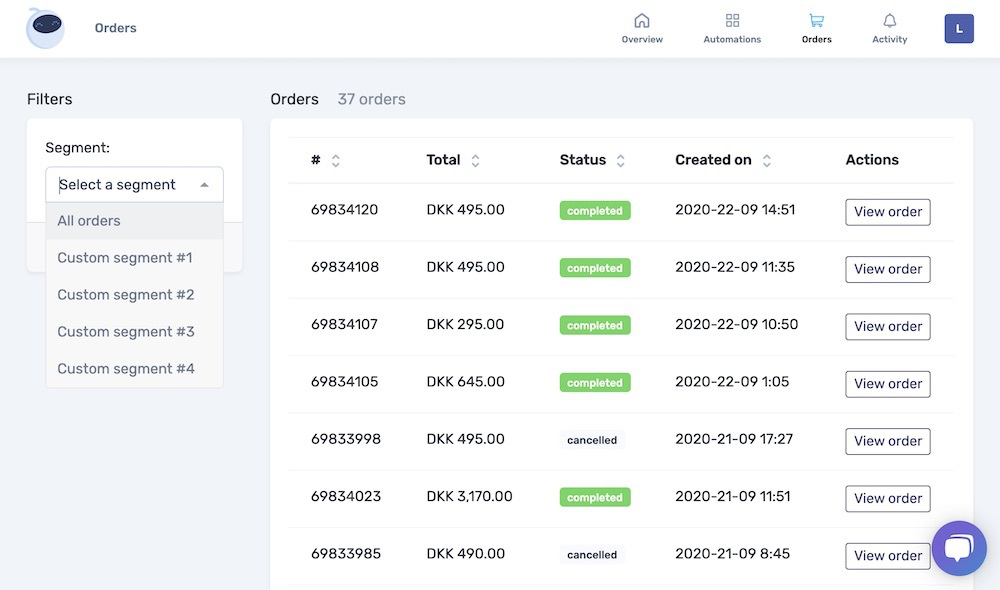 Orders
Overview
Automations
Orders
Activity
L
Filters
Segment:
Select a segment
All orders
Custom segment #1
Custom segment #2
Custom segment #3
Custom segment #4
Orders 37 orders
# Total Status Created on Actions
69834120 DKK 495.00 completed 2020-22-09 14:51 View order
69834108 DKK 495.00 completed 2020-22-09 11:35 View order
69834107 DKK 295.00 completed 2020-22-09 10:50 View order
69834105 DKK 645.00 completed 2020-22-09 1:05 View order
69833998 DKK 495.00 cancelled 2020-21-09 17:27 View order
69834023 DKK 3,170.00 completed 2020-21-09 11:51 View order
69833985 DKK 490.00 cancelled 2020-21-09 8:45 View order